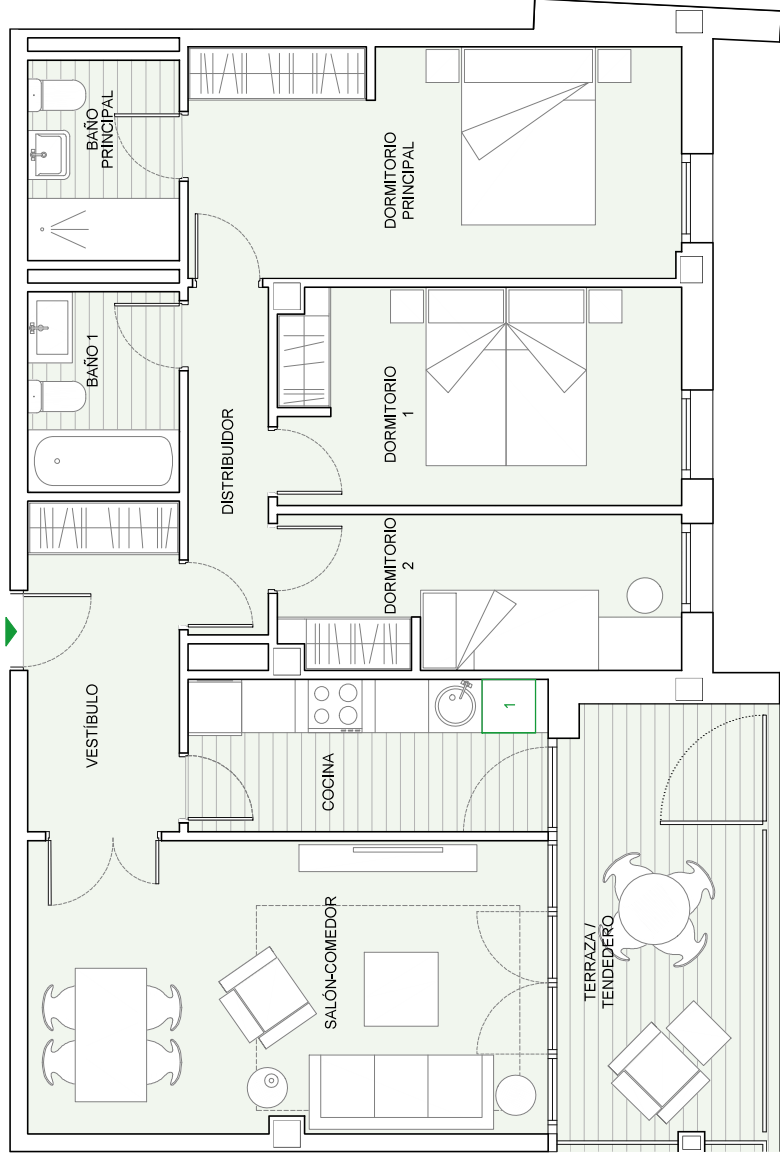 BAÑO
PRINCIPAL
DORMITORIO
PRINCIPAL
BAÑO 1
DORMITORIO
1
DISTRIBUIDOR
DORMITORIO
2
VESTÍBULO
COCINA
1
SALÓN-COMEDOR
TERRAZA /
TENDEDERO